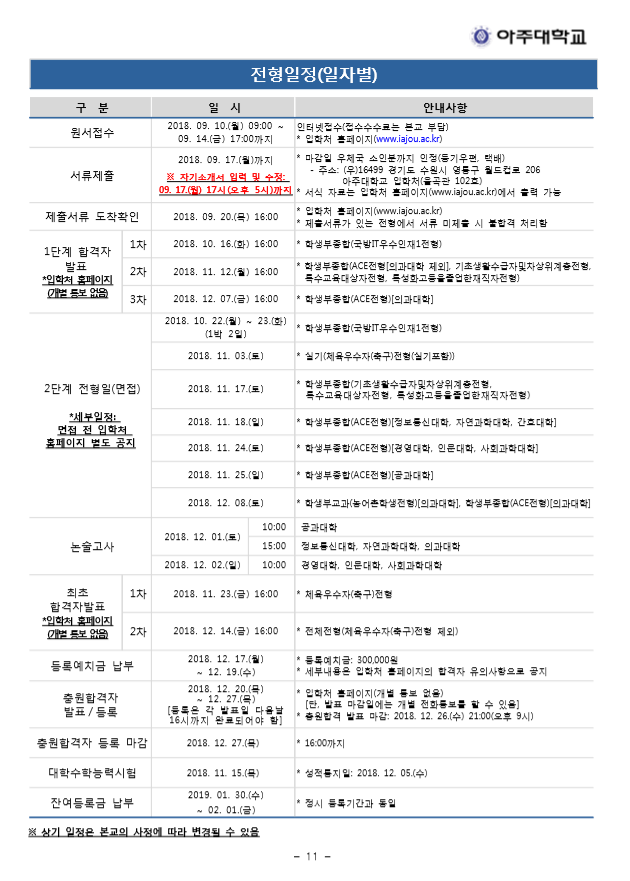 아주대학교
전형일정(일자별)
구 분 일 시 안내사항
원서접수
2018. 09. 10.(월) 09:00 ~
09. 14.(금) 17:00까지
인터넷접수(접수수수료는 본교 부담)
* 입학처 홈페이지(www.iajou.ac.kr)
서류제출
2018. 09. 17.(월)까지
※ 자기소개서 입력 및 수정:
09. 17.(월) 17시(오후 5시)까지
* 마감일 우체국 소인분까지 인정(등기우편, 택배)
- 주소: (우)16499 경기도 수원시 영통구 월드컵로 206
아주대학교 입학처(율곡관 102호)
* 서식 자료는 입학처 홈페이지(www.iajou.ac.kr)에서 출력 가능
제출서류 도착확인 2018. 09. 20.(목) 16:00
* 입학처 홈페이지(www.iajou.ac.kr)
* 제출서류가 있는 전형에서 서류 미제출 시 불합격 처리함
1단계 합격자
발표
*입학처 홈페이지
(개별 통보 없음)
1차 2018. 10. 16.(화) 16:00 * 학생부종합(국방IT우수인재1전형)
2차 2018. 11. 12.(월) 16:00
* 학생부종합(ACE전형[의과대학 제외], 기초생활수급자및차상위계층전형,
특수교육대상자전형, 특성화고등을졸업한재직자전형)
3차 2018. 12. 07.(금) 16:00 * 학생부종합(ACE전형)[의과대학]
2단계 전형일(면접)
*세부일정:
면접 전 입학처
홈페이지 별도 공지
2018. 10. 22.(월) ~ 23.(화)
(1박 2일)
* 학생부종합(국방IT우수인재1전형)
2018. 11. 03.(토) * 실기(체육우수자(축구)전형(실기포함))
2018. 11. 17.(토)
* 학생부종합(기초생활수급자및차상위계층전형,
특수교육대상자전형, 특성화고등을졸업한재직자전형)
2018. 11. 18.(일) * 학생부종합(ACE전형)[정보통신대학, 자연과학대학, 간호대학]
2018. 11. 24.(토) * 학생부종합(ACE전형)[경영대학, 인문대학, 사회과학대학]
2018. 11. 25.(일) * 학생부종합(ACE전형)[공과대학]
2018. 12. 08.(토) * 학생부교과(농어촌학생전형)[의과대학], 학생부종합(ACE전형)[의과대학]
논술고사
2018. 12. 01.(토) 10:00 공과대학
15:00 정보통신대학, 자연과학대학, 의과대학
2018. 12. 02.(일) 10:00 경영대학, 인문대학, 사회과학대학
최초
합격자발표
*입학처 홈페이지
(개별 통보 없음)
1차 2018. 11. 23.(금) 16:00 * 체육우수자(축구)전형
2차 2018. 12. 14.(금) 16:00 * 전체전형(체육우수자(축구)전형 제외)
등록예치금 납부
2018. 12. 17.(월)
~ 12. 19.(수)
* 등록예치금: 300,000원
* 세부내용은 입학처 홈페이지의 합격자 유의사항으로 공지
충원합격자
발표 / 등록
2018. 12. 20.(목)
~ 12. 27.(목)
[등록은 각 발표일 다음날
16시까지 완료되어야 함]
* 입학처 홈페이지(개별 통보 없음)
[단, 발표 마감일에는 개별 전화통보를 할 수 있음]
* 충원합격 발표 마감: 2018. 12. 26.(수) 21:00(오후 9시)
충원합격자 등록 마감 2018. 12. 27.(목) * 16:00까지
대학수학능력시험 2018. 11. 15.(목) * 성적통지일: 2018. 12. 05.(수)
잔여등록금 납부
2019. 01. 30.(수)
~ 02. 01.(금)
* 정시 등록기간과 동일
※ 상기 일정은 본교의 사정에 따라 변경될 수 있음
- 11 -